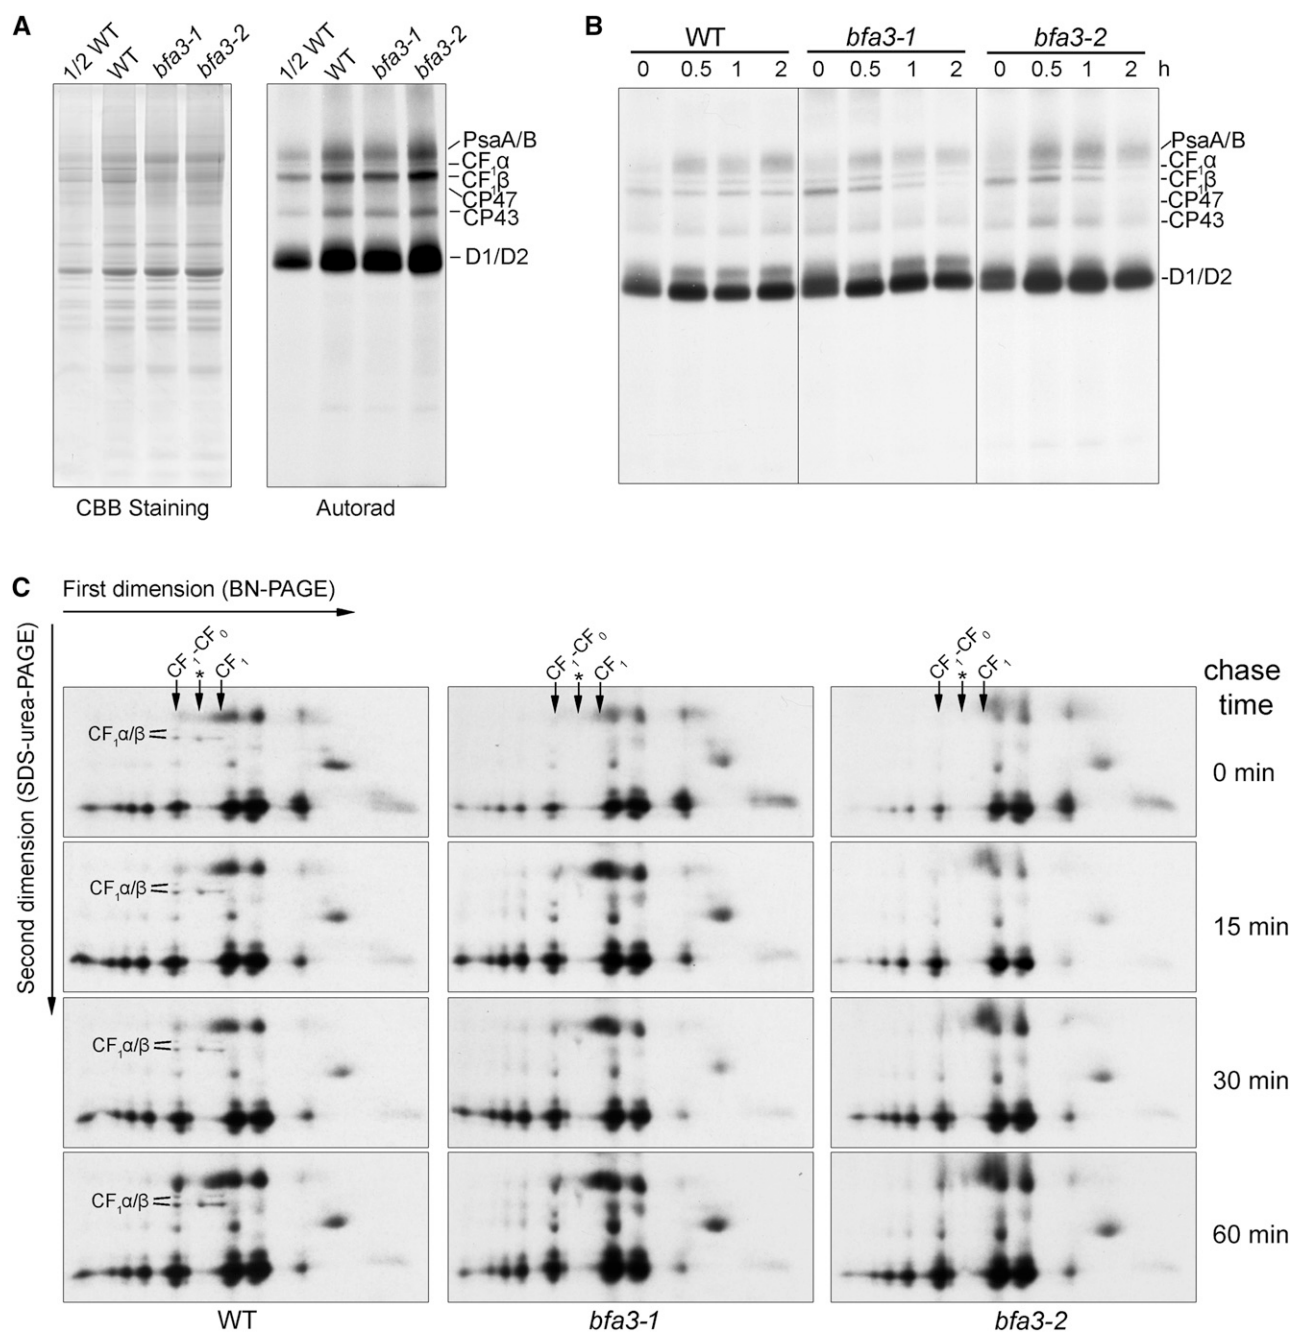 A
1/2 WT WT bfa3-1 bfa3-2
1/2 WT WT bfa3-1 bfa3-2
PsaA/B
CF₁α
CF₁β
CP47
CP43
D1/D2
CBB Staining
Autorad
B
WT bfa3-1 bfa3-2
0 0.5 1 2 0 0.5 1 2 0 0.5 1 2 h
PsaA/B
CF₁α
CF₁β
CP47
CP43
D1/D2
C
First dimension (BN-PAGE)
Second dimension (SDS-urea-PAGE)
CF₁-CF₀ * CF₁
CF₁-CF₀ * CF₁
CF₁-CF₀ * CF₁
chase
time
CF₁α/β
0 min
CF₁α/β
15 min
CF₁α/β
30 min
CF₁α/β
60 min
WT
bfa3-1
bfa3-2